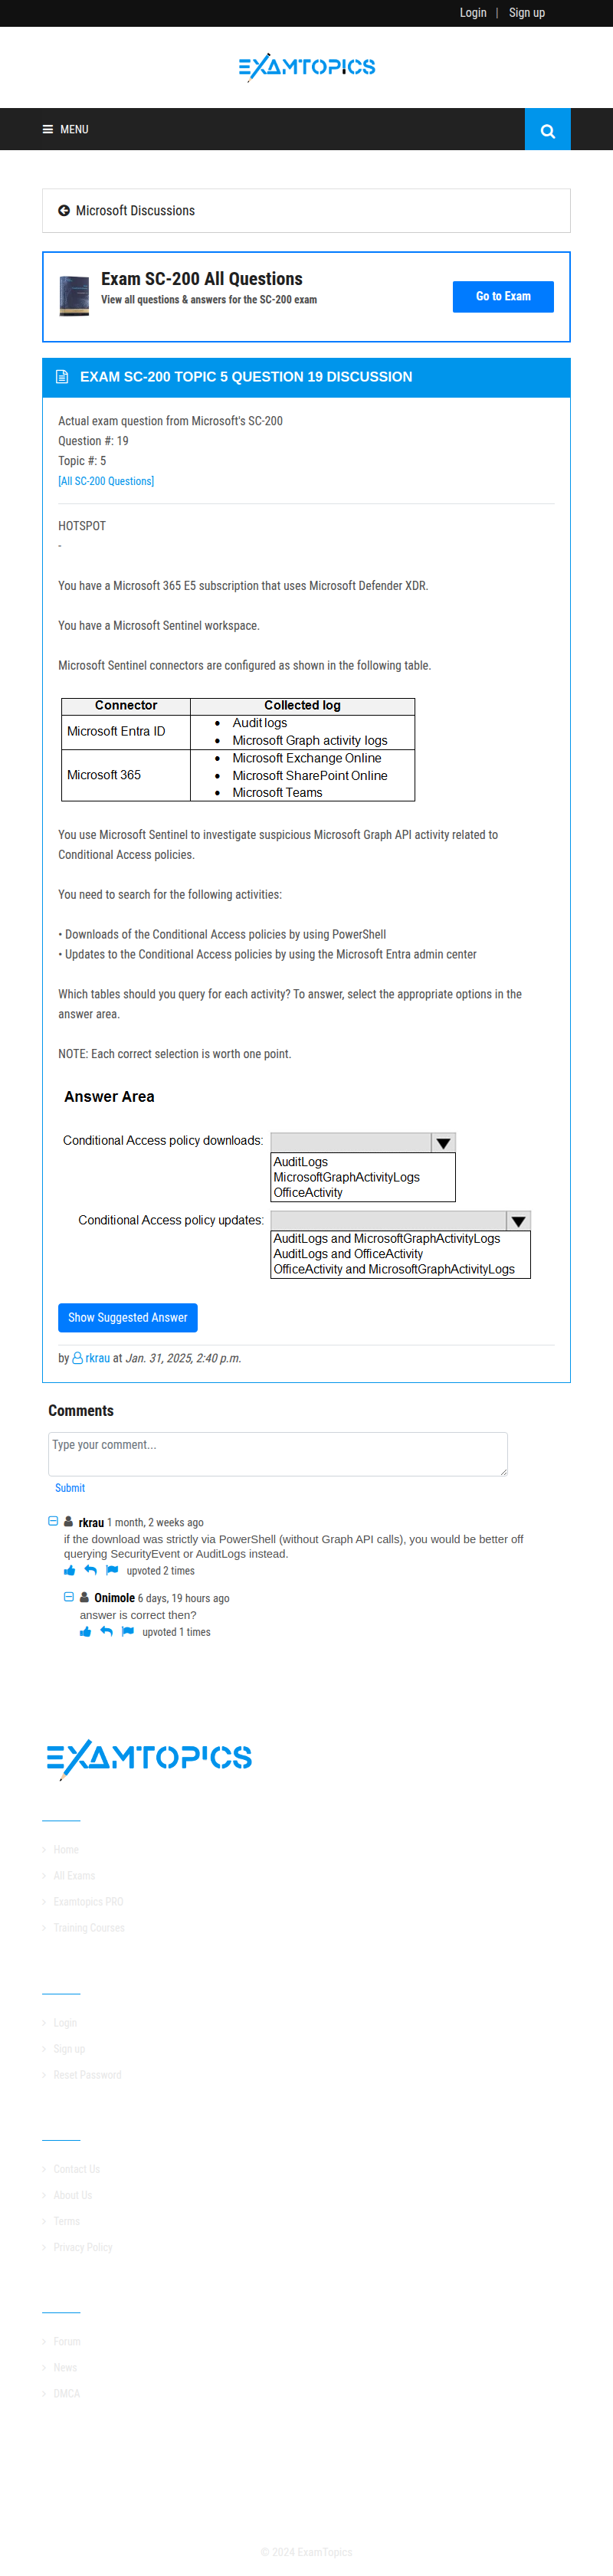 Login | Sign up
EXAMTOPICS
MENU
Microsoft Discussions
Exam SC-200 All Questions
View all questions & answers for the SC-200 exam
Go to Exam
EXAM SC-200 TOPIC 5 QUESTION 19 DISCUSSION
Actual exam question from Microsoft's SC-200
Question #: 19
Topic #: 5
[All SC-200 Questions]
HOTSPOT
-
You have a Microsoft 365 E5 subscription that uses Microsoft Defender XDR.
You have a Microsoft Sentinel workspace.
Microsoft Sentinel connectors are configured as shown in the following table.
Connector Collected log
Microsoft Entra ID
• Audit logs
• Microsoft Graph activity logs
Microsoft 365
• Microsoft Exchange Online
• Microsoft SharePoint Online
• Microsoft Teams
You use Microsoft Sentinel to investigate suspicious Microsoft Graph API activity related to
Conditional Access policies.
You need to search for the following activities:
• Downloads of the Conditional Access policies by using PowerShell
• Updates to the Conditional Access policies by using the Microsoft Entra admin center
Which tables should you query for each activity? To answer, select the appropriate options in the
answer area.
NOTE: Each correct selection is worth one point.
Answer Area
Conditional Access policy downloads:
AuditLogs
MicrosoftGraphActivityLogs
OfficeActivity
Conditional Access policy updates:
AuditLogs and MicrosoftGraphActivityLogs
AuditLogs and OfficeActivity
OfficeActivity and MicrosoftGraphActivityLogs
Show Suggested Answer
by rkrau at Jan. 31, 2025, 2:40 p.m.
Comments
Type your comment...
Submit
rkrau 1 month, 2 weeks ago
if the download was strictly via PowerShell (without Graph API calls), you would be better off
querying SecurityEvent or AuditLogs instead.
upvoted 2 times
Onimole 6 days, 19 hours ago
answer is correct then?
upvoted 1 times
EXAMTOPICS
Home
All Exams
Examtopics PRO
Training Courses
Login
Sign up
Reset Password
Contact Us
About Us
Terms
Privacy Policy
Forum
News
DMCA
© 2024 ExamTopics